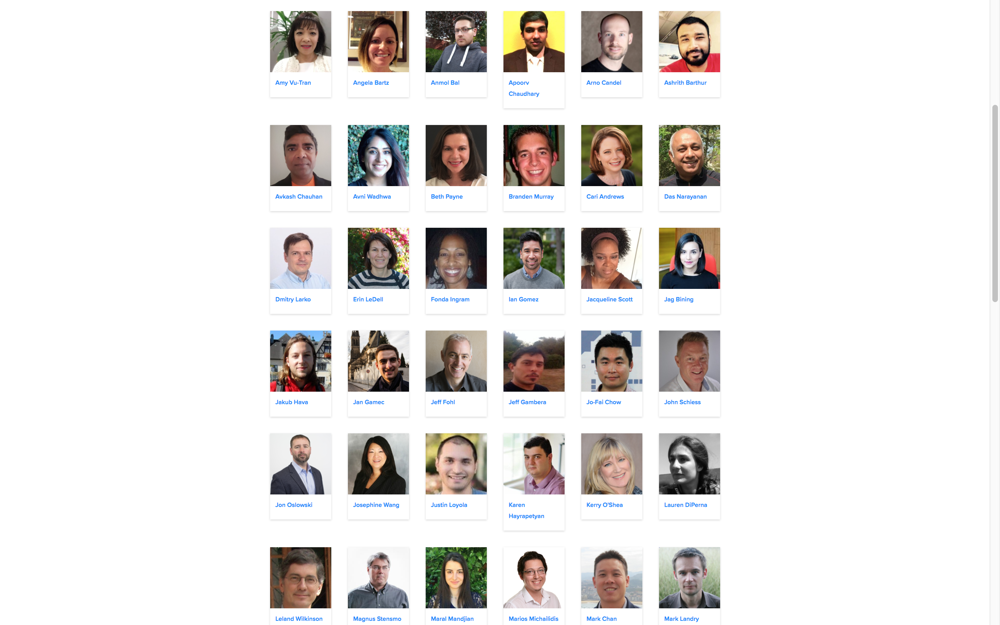 Amy Vu-Tran
Angela Bartz
Anmol Bal
Apoorv
Chaudhary
Arno Candel
Ashrith Barthur
Avkash Chauhan
Avni Wadhwa
Beth Payne
Branden Murray
Cari Andrews
Das Narayanan
Dmitry Larko
Erin LeDell
Fonda Ingram
Ian Gomez
Jacqueline Scott
Jag Bining
Jakub Hava
Jan Gamec
Jeff Fohl
Jeff Gambera
Jo-Fai Chow
John Schiess
Jon Oslowski
Josephine Wang
Justin Loyola
Karen
Hayrapetyan
Kerry O'Shea
Lauren DiPerna
Leland Wilkinson
Magnus Stensmo
Maral Mandjian
Marios Michailidis
Mark Chan
Mark Landry